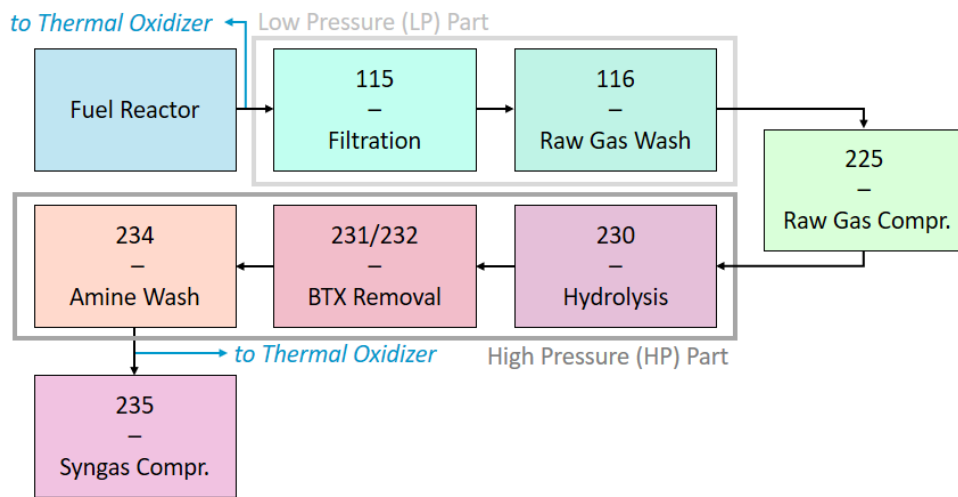 to Thermal Oxidizer
Low Pressure (LP) Part
Fuel Reactor
115
–
Filtration
116
–
Raw Gas Wash
225
–
Raw Gas Compr.
234
–
Amine Wash
231/232
–
BTX Removal
230
–
Hydrolysis
to Thermal Oxidizer
High Pressure (HP) Part
235
–
Syngas Compr.